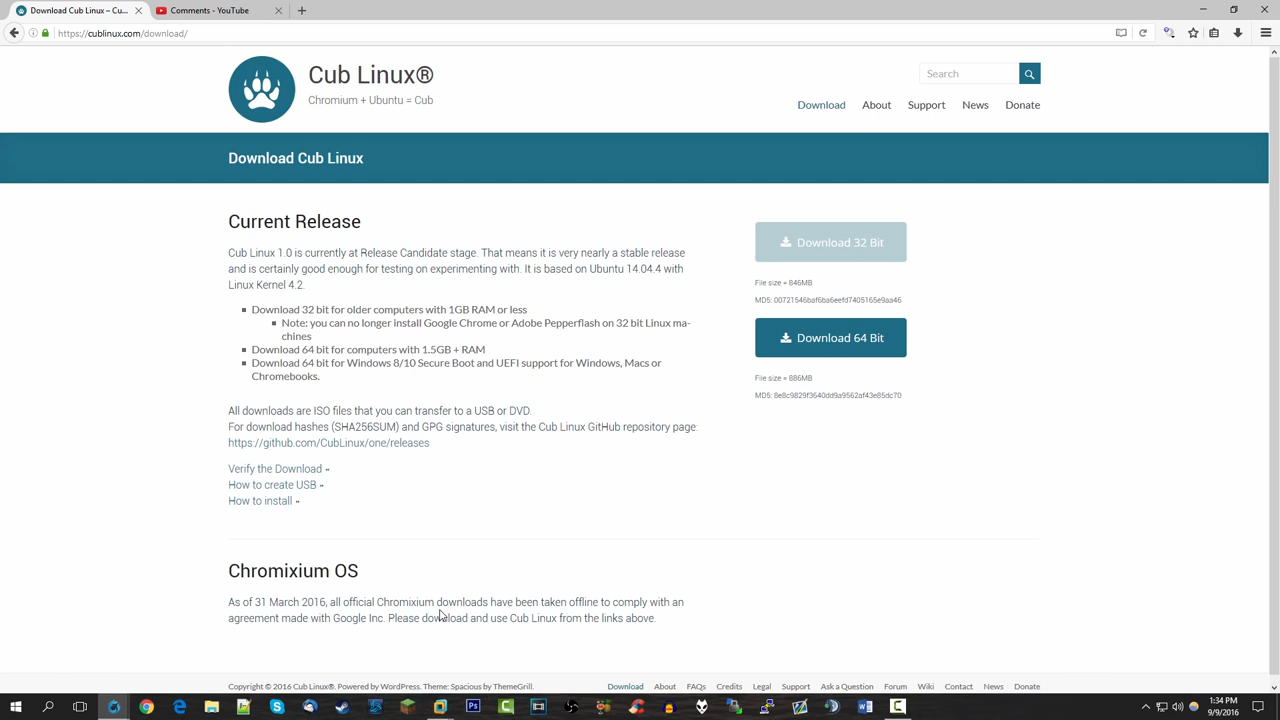 Download Cub Linux – Cu...
Comments - YouTube
https://cublinux.com/download/
Cub Linux®
Chromium + Ubuntu = Cub
Search
Download About Support News Donate
Download Cub Linux
Current Release
Cub Linux 1.0 is currently at Release Candidate stage. That means it is very nearly a stable release
and is certainly good enough for testing on experimenting with. It is based on Ubuntu 14.04.4 with
Linux Kernel 4.2.
Download 32 bit for older computers with 1GB RAM or less
Note: you can no longer install Google Chrome or Adobe Pepperflash on 32 bit Linux ma-
chines
Download 64 bit for computers with 1.5GB + RAM
Download 64 bit for Windows 8/10 Secure Boot and UEFI support for Windows, Macs or
Chromebooks.
All downloads are ISO files that you can transfer to a USB or DVD.
For download hashes (SHA256SUM) and GPG signatures, visit the Cub Linux GitHub repository page:
https://github.com/CubLinux/one/releases
Verify the Download »
How to create USB »
How to install »
Download 32 Bit
File size = 846MB
MD5: 00721546baf6ba6eefd7405165e9aa46
Download 64 Bit
File size = 886MB
MD5: 8e8c9829f3640dd9a9562af43e85dc70
Chromixium OS
As of 31 March 2016, all official Chromixium downloads have been taken offline to comply with an
agreement made with Google Inc. Please download and use Cub Linux from the links above.
Copyright © 2016 Cub Linux®. Powered by WordPress. Theme: Spacious by ThemeGrill.
Download About FAQs Credits Legal Support Ask a Question Forum Wiki Contact News Donate
1:34 PM
9/9/2016